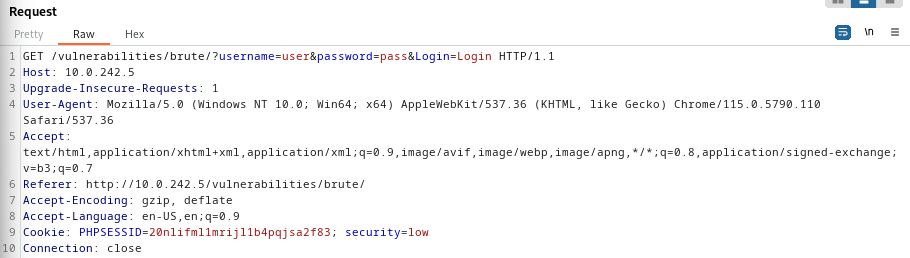 Request
Pretty Raw Hex
\n
1 GET /vulnerabilities/brute/?username=user&password=pass&Login=Login HTTP/1.1
2 Host: 10.0.242.5
3 Upgrade-Insecure-Requests: 1
4 User-Agent: Mozilla/5.0 (Windows NT 10.0; Win64; x64) AppleWebKit/537.36 (KHTML, like Gecko) Chrome/115.0.5790.110
Safari/537.36
5 Accept:
text/html,application/xhtml+xml,application/xml;q=0.9,image/avif,image/webp,image/apng,*/*;q=0.8,application/signed-exchange;
v=b3;q=0.7
6 Referer: http://10.0.242.5/vulnerabilities/brute/
7 Accept-Encoding: gzip, deflate
8 Accept-Language: en-US,en;q=0.9
9 Cookie: PHPSESSID=20nlifml1mrijl1b4pqjsa2f83; security=low
10 Connection: close